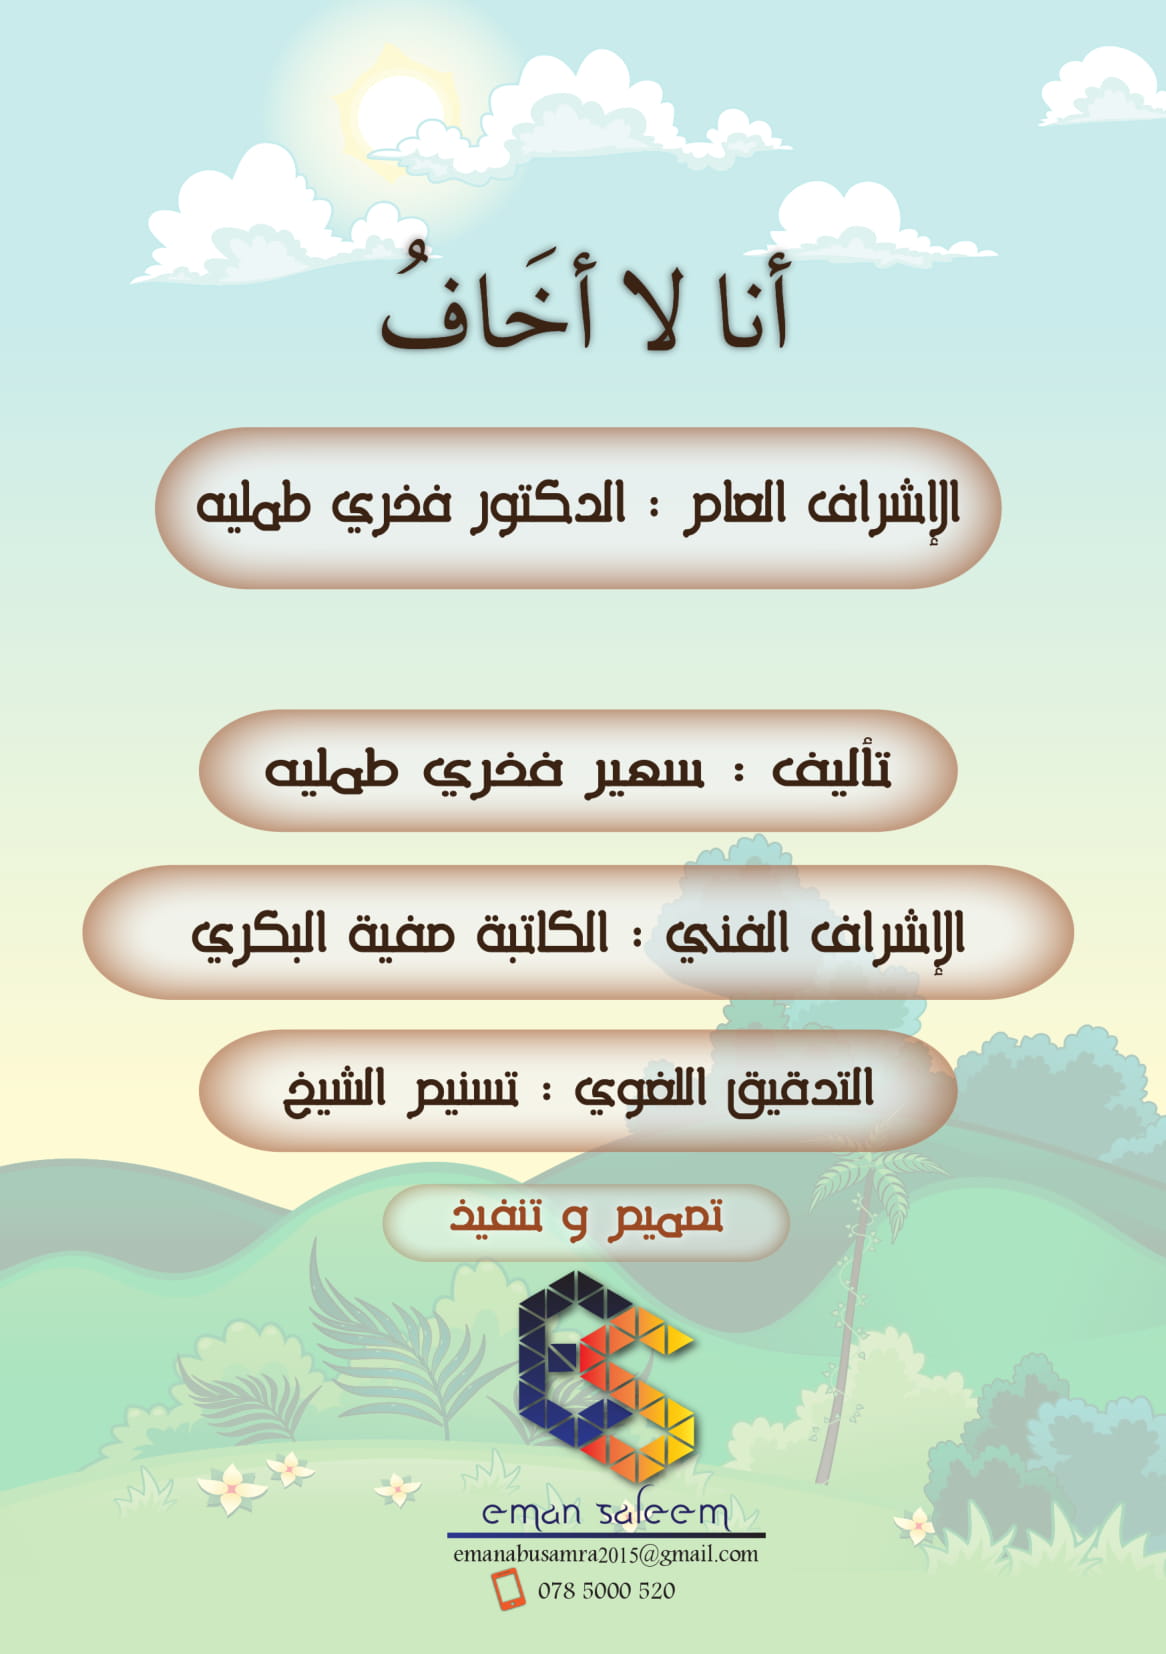 أنا لا أخَافُ
الإشراف العام : الدكتور فخري طمليه
تأليف : سهير فخري طمليه
الإشراف الفني : الكاتبة صفية البكري
التدقيق اللغوي : تسنيم الشيخ
تصميم و تنفيذ
eman saleem
emanabusamra2015@gmail.com
078 5000 520